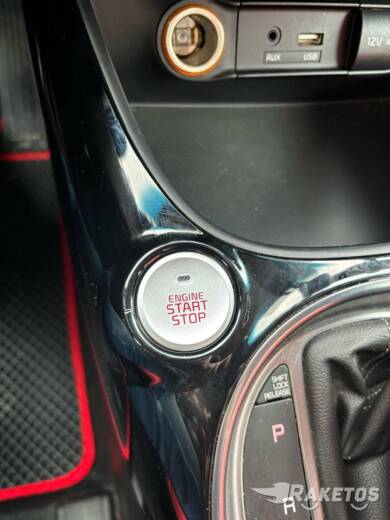 12V
AUX USB
ENGINE
START
STOP
SHIFT
LOCK
RELEASE
P
R
RAKETOS